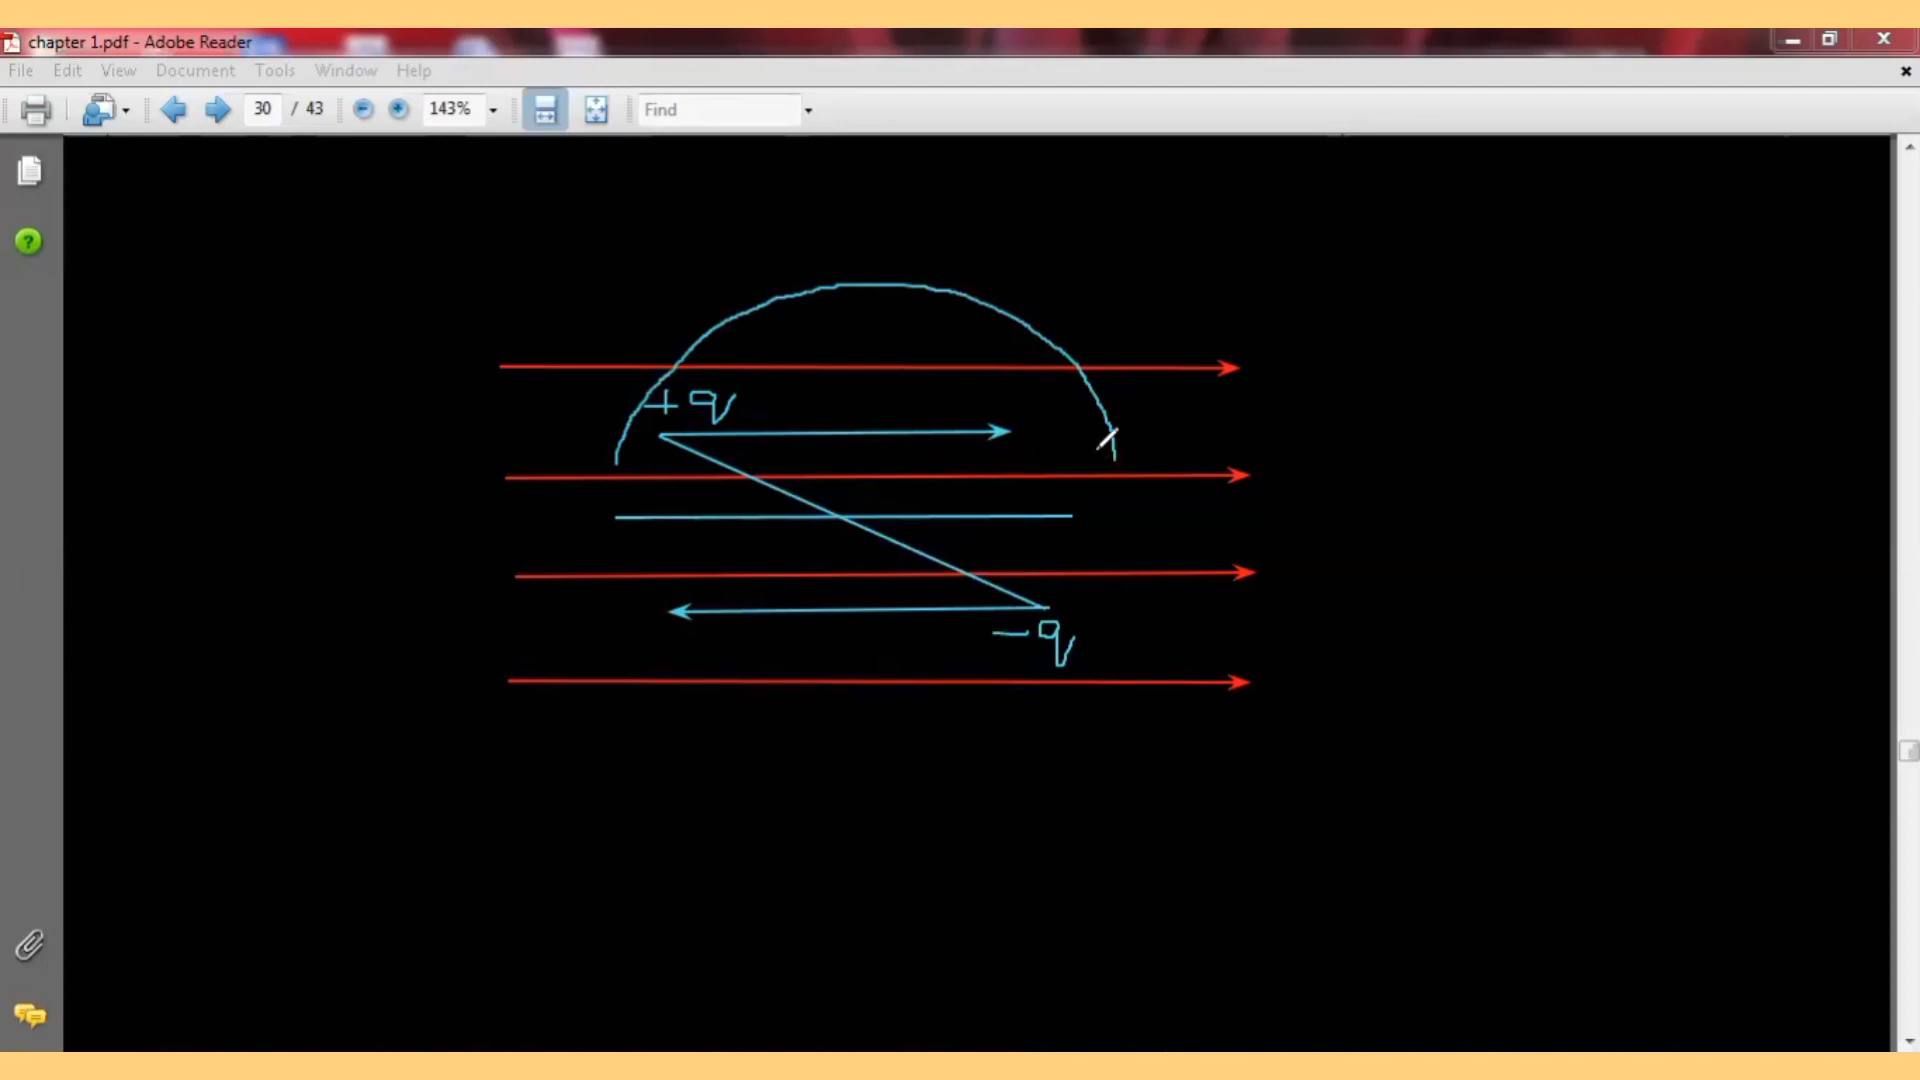 chapter 1.pdf - Adobe Reader
File Edit View Document Tools Window Help
30 / 43 143% Find
+q
-q